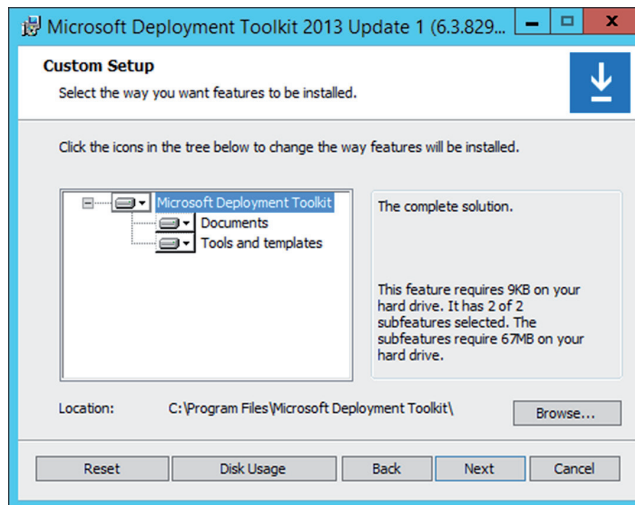 Microsoft Deployment Toolkit 2013 Update 1 (6.3.829...
Custom Setup
Select the way you want features to be installed.
Click the icons in the tree below to change the way features will be installed.
Microsoft Deployment Toolkit
Documents
Tools and templates
The complete solution.
This feature requires 9KB on your
hard drive. It has 2 of 2
subfeatures selected. The
subfeatures require 67MB on your
hard drive.
Location: C:\Program Files\Microsoft Deployment Toolkit\
Browse...
Reset Disk Usage Back Next Cancel